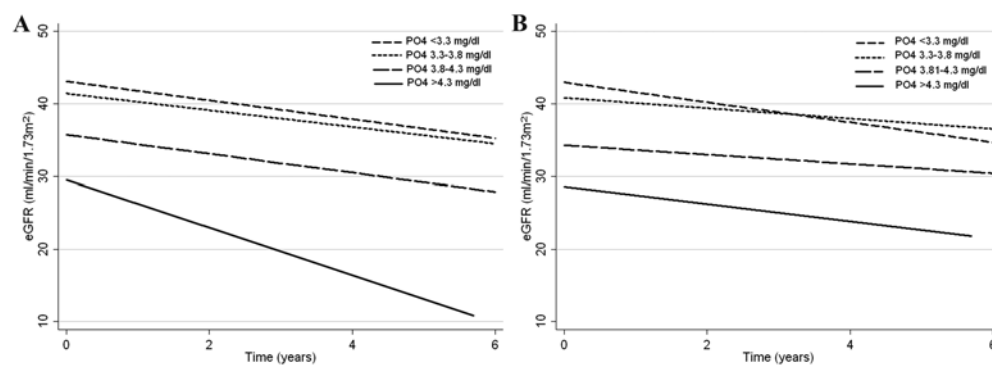 A
50
40
30
20
10
eGFR (ml/min/1.73m²)
PO4 <3.3 mg/dl
PO4 3.3-3.8 mg/dl
PO4 3.8-4.3 mg/dl
PO4 >4.3 mg/dl
0
2
4
6
Time (years)
B
50
40
30
20
10
eGFR (ml/min/1.73m²)
PO4 <3.3 mg/dl
PO4 3.3-3.8 mg/dl
PO4 3.81-4.3 mg/dl
PO4 >4.3 mg/dl
0
2
4
6
Time (years)